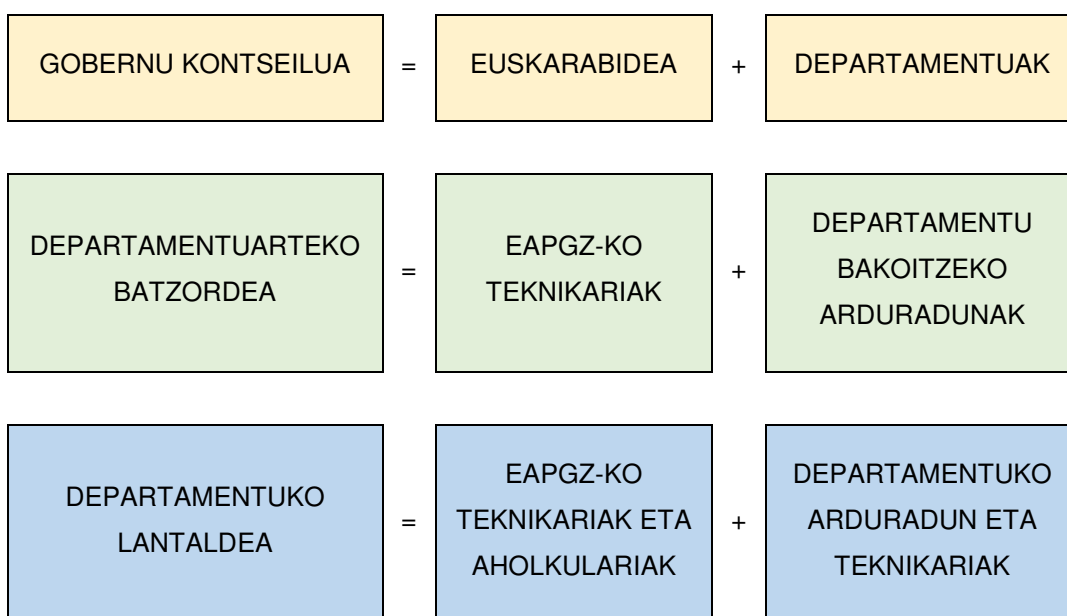 GOBERNU KONTSEILUA = EUSKARABIDEA + DEPARTAMENTUAK
DEPARTAMENTUARTEKO
BATZORDEA
=
EAPGZ-KO
TEKNIKARIAK
+
DEPARTAMENTU
BAKOITZEKO
ARDURADUNAK
DEPARTAMENTUKO
LANTALDEA
=
EAPGZ-KO
TEKNIKARIAK ETA
AHOLKULARIAK
+
DEPARTAMENTUKO
ARDURADUN ETA
TEKNIKARIAK